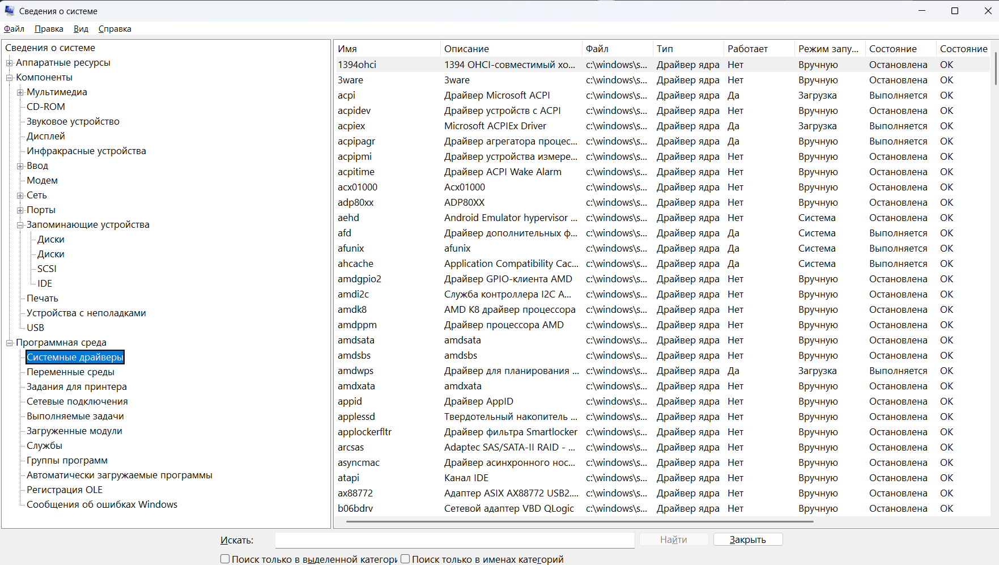 Сведения о системе
Файл Правка Вид Справка
Сведения о системе
Аппаратные ресурсы
Компоненты
Мультимедиа
CD-ROM
Звуковое устройство
Дисплей
Инфракрасные устройства
Ввод
Модем
Сеть
Порты
Запоминающие устройства
Диски
Диски
SCSI
IDE
Печать
Устройства с неполадками
USB
Программная среда
Системные драйверы
Переменные среды
Задания для принтера
Сетевые подключения
Выполняемые задачи
Загруженные модули
Службы
Группы программ
Автоматически загружаемые программы
Регистрация OLE
Сообщения об ошибках Windows
Имя Описание Файл Тип Работает Режим запу... Состояние Состояние
1394ohci 1394 OHCI-совместимый хо... c:\windows\s... Драйвер ядра Нет Вручную Остановлена OK
3ware 3ware c:\windows\s... Драйвер ядра Нет Вручную Остановлена OK
acpi Драйвер Microsoft ACPI c:\windows\s... Драйвер ядра Да Загрузка Выполняется OK
acpidev Драйвер устройств с ACPI c:\windows\s... Драйвер ядра Нет Вручную Остановлена OK
acpiex Microsoft ACPIEx Driver c:\windows\s... Драйвер ядра Да Загрузка Выполняется OK
acpipagr Драйвер агрегатора процес... c:\windows\s... Драйвер ядра Да Вручную Выполняется OK
acpipmi Драйвер устройства измере... c:\windows\s... Драйвер ядра Нет Вручную Остановлена OK
acpitime Драйвер ACPI Wake Alarm c:\windows\s... Драйвер ядра Нет Вручную Остановлена OK
acx01000 Acx01000 c:\windows\s... Драйвер ядра Нет Вручную Остановлена OK
adp80xx ADP80XX c:\windows\s... Драйвер ядра Нет Вручную Остановлена OK
aehd Android Emulator hypervisor ... c:\windows\s... Драйвер ядра Нет Система Остановлена OK
afd Драйвер дополнительных ф... c:\windows\s... Драйвер ядра Да Система Выполняется OK
afunix afunix c:\windows\s... Драйвер ядра Да Система Выполняется OK
ahcache Application Compatibility Cac... c:\windows\s... Драйвер ядра Да Система Выполняется OK
amdgpio2 Драйвер GPIO-клиента AMD c:\windows\s... Драйвер ядра Нет Вручную Остановлена OK
amdi2c Служба контроллера I2C A... c:\windows\s... Драйвер ядра Нет Вручную Остановлена OK
amdk8 AMD K8 драйвер процессора c:\windows\s... Драйвер ядра Нет Вручную Остановлена OK
amdppm Драйвер процессора AMD c:\windows\s... Драйвер ядра Нет Вручную Остановлена OK
amdsata amdsata c:\windows\s... Драйвер ядра Нет Вручную Остановлена OK
amdsbs amdsbs c:\windows\s... Драйвер ядра Нет Вручную Остановлена OK
amdwps Драйвер для планирования ... c:\windows\s... Драйвер ядра Да Загрузка Выполняется OK
amdxata amdxata c:\windows\s... Драйвер ядра Нет Вручную Остановлена OK
appid Драйвер AppID c:\windows\s... Драйвер ядра Нет Вручную Остановлена OK
applessd Твердотельный накопитель ... c:\windows\s... Драйвер ядра Нет Вручную Остановлена OK
applockerfltr Драйвер фильтра Smartlocker c:\windows\s... Драйвер ядра Нет Вручную Остановлена OK
arcsas Adaptec SAS/SATA-II RAID - ... c:\windows\s... Драйвер ядра Нет Вручную Остановлена OK
asyncmac Драйвер асинхронного нос... c:\windows\s... Драйвер ядра Нет Вручную Остановлена OK
atapi Канал IDE c:\windows\s... Драйвер ядра Нет Вручную Остановлена OK
ax88772 Адаптер ASIX AX88772 USB2.... c:\windows\s... Драйвер ядра Нет Вручную Остановлена OK
b06bdrv Сетевой адаптер VBD QLogic c:\windows\s... Драйвер ядра Нет Вручную Остановлена OK
Искать: Найти Закрыть
Поиск только в выделенной категори Поиск только в именах категорий